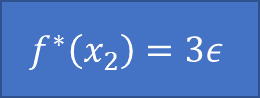 f*(x₂) = 3ϵ